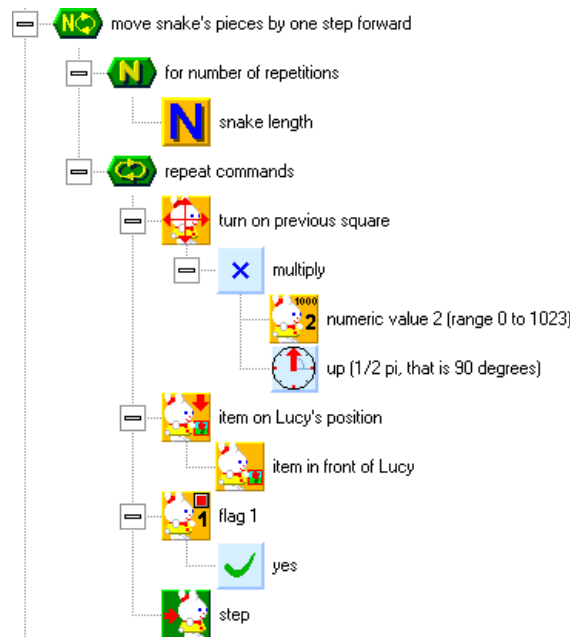 N move snake's pieces by one step forward
N for number of repetitions
N snake length
repeat commands
turn on previous square
multiply
1000 2 numeric value 2 (range 0 to 1023)
up (1/2 pi, that is 90 degrees)
item on Lucy's position
item in front of Lucy
1 flag 1
yes
step